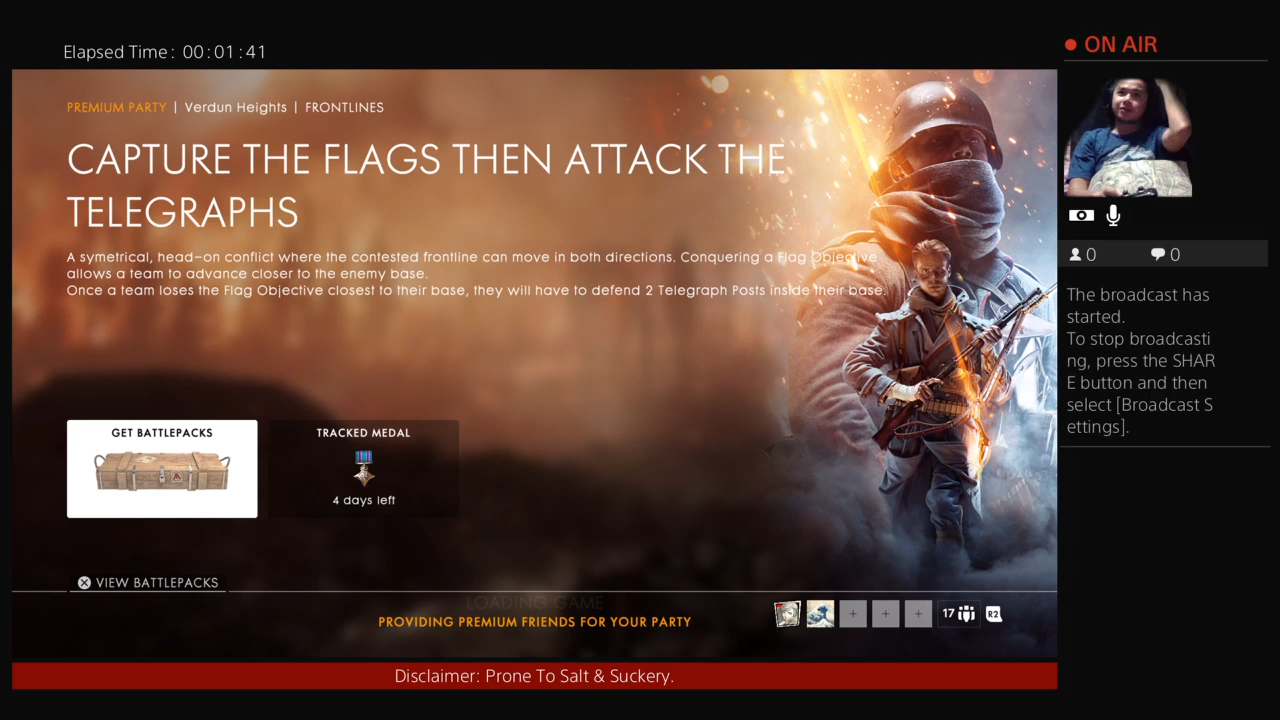 Elapsed Time: 00:01:41
ON AIR
PREMIUM PARTY | Verdun Heights | FRONTLINES
CAPTURE THE FLAGS THEN ATTACK THE
TELEGRAPHS
A symetrical, head-on conflict where the contested frontline can move in both directions. Conquering a Flag Objective
allows a team to advance closer to the enemy base.
Once a team loses the Flag Objective closest to their base, they will have to defend 2 Telegraph Posts inside their base.
0 0
The broadcast has
started.
To stop broadcasti
ng, press the SHAR
E button and then
select [Broadcast S
ettings].
GET BATTLEPACKS
TRACKED MEDAL
4 days left
VIEW BATTLEPACKS
LOADING GAME
PROVIDING PREMIUM FRIENDS FOR YOUR PARTY
+ + + 17 R2
Disclaimer: Prone To Salt & Suckery.